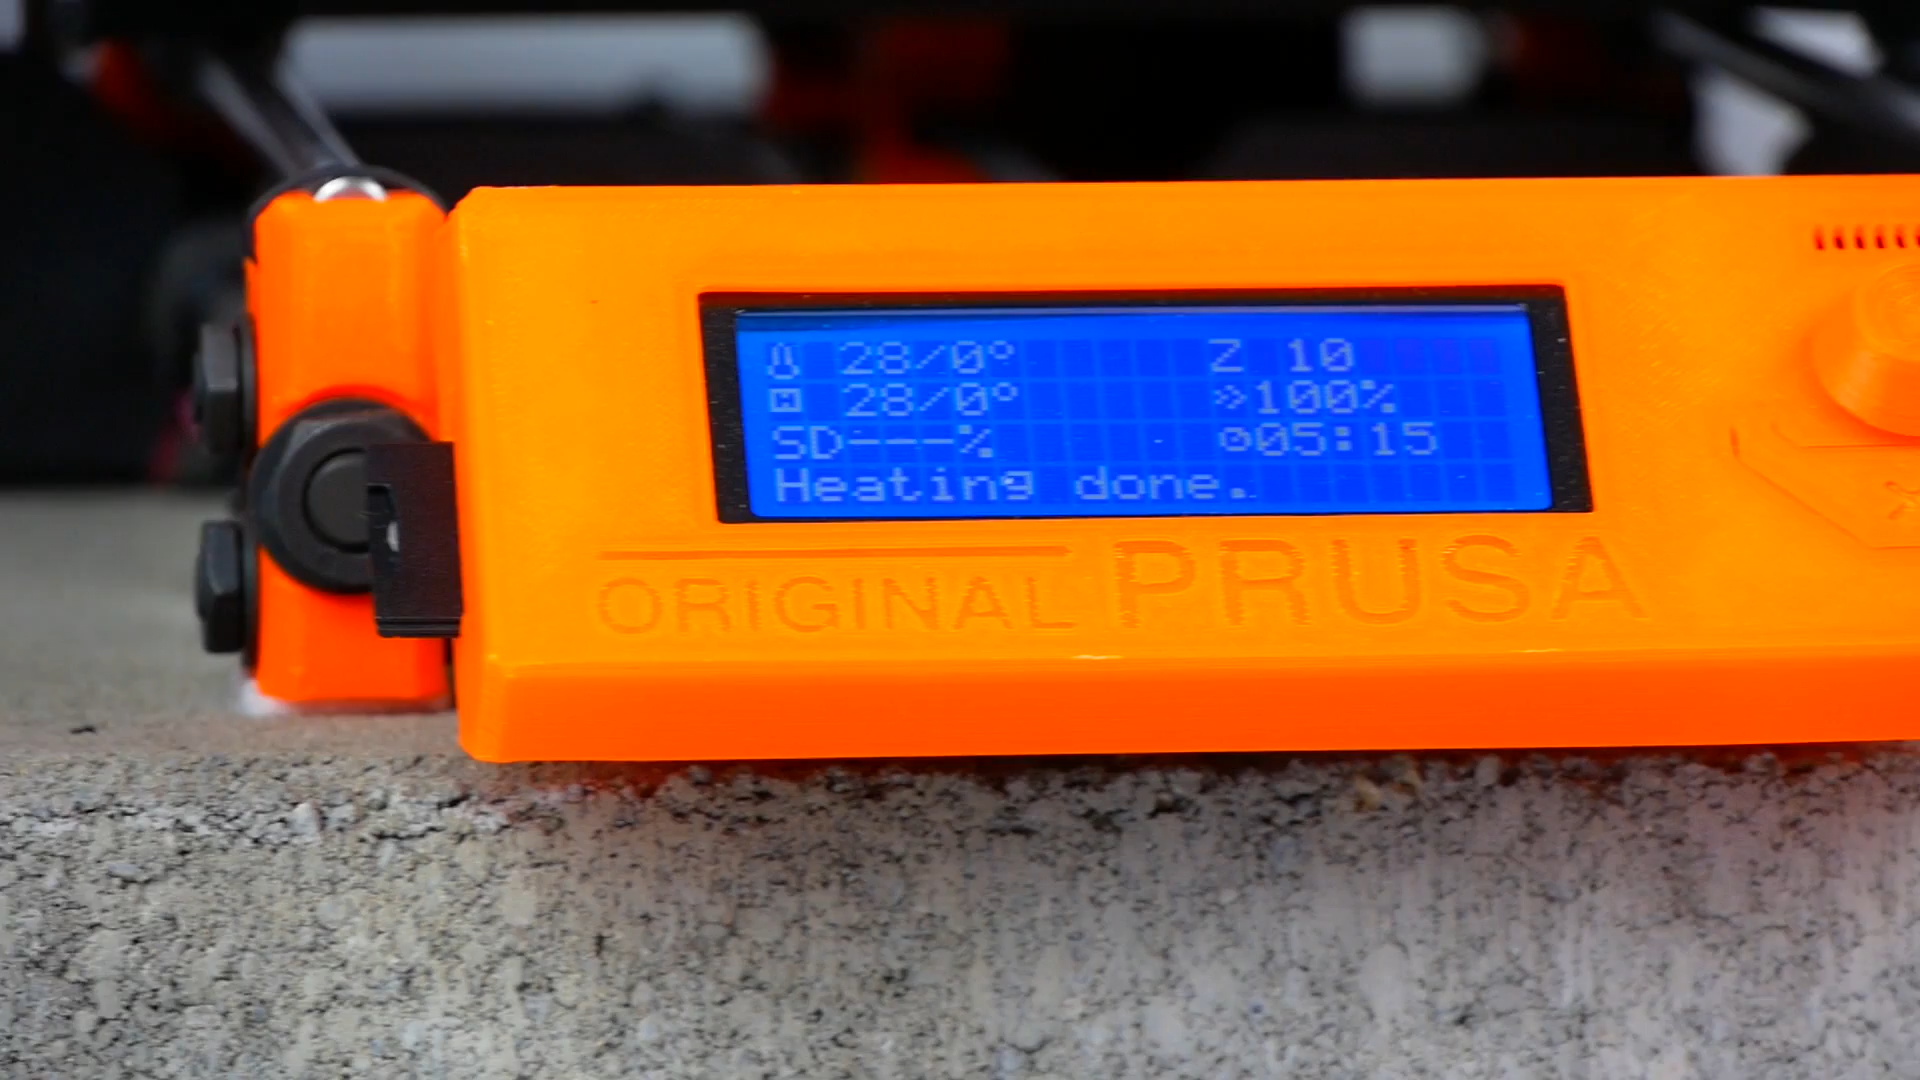 28/0° Z 10
28/0° »100%
SD---% 05:15
Heating done.
ORIGINAL PRUSA